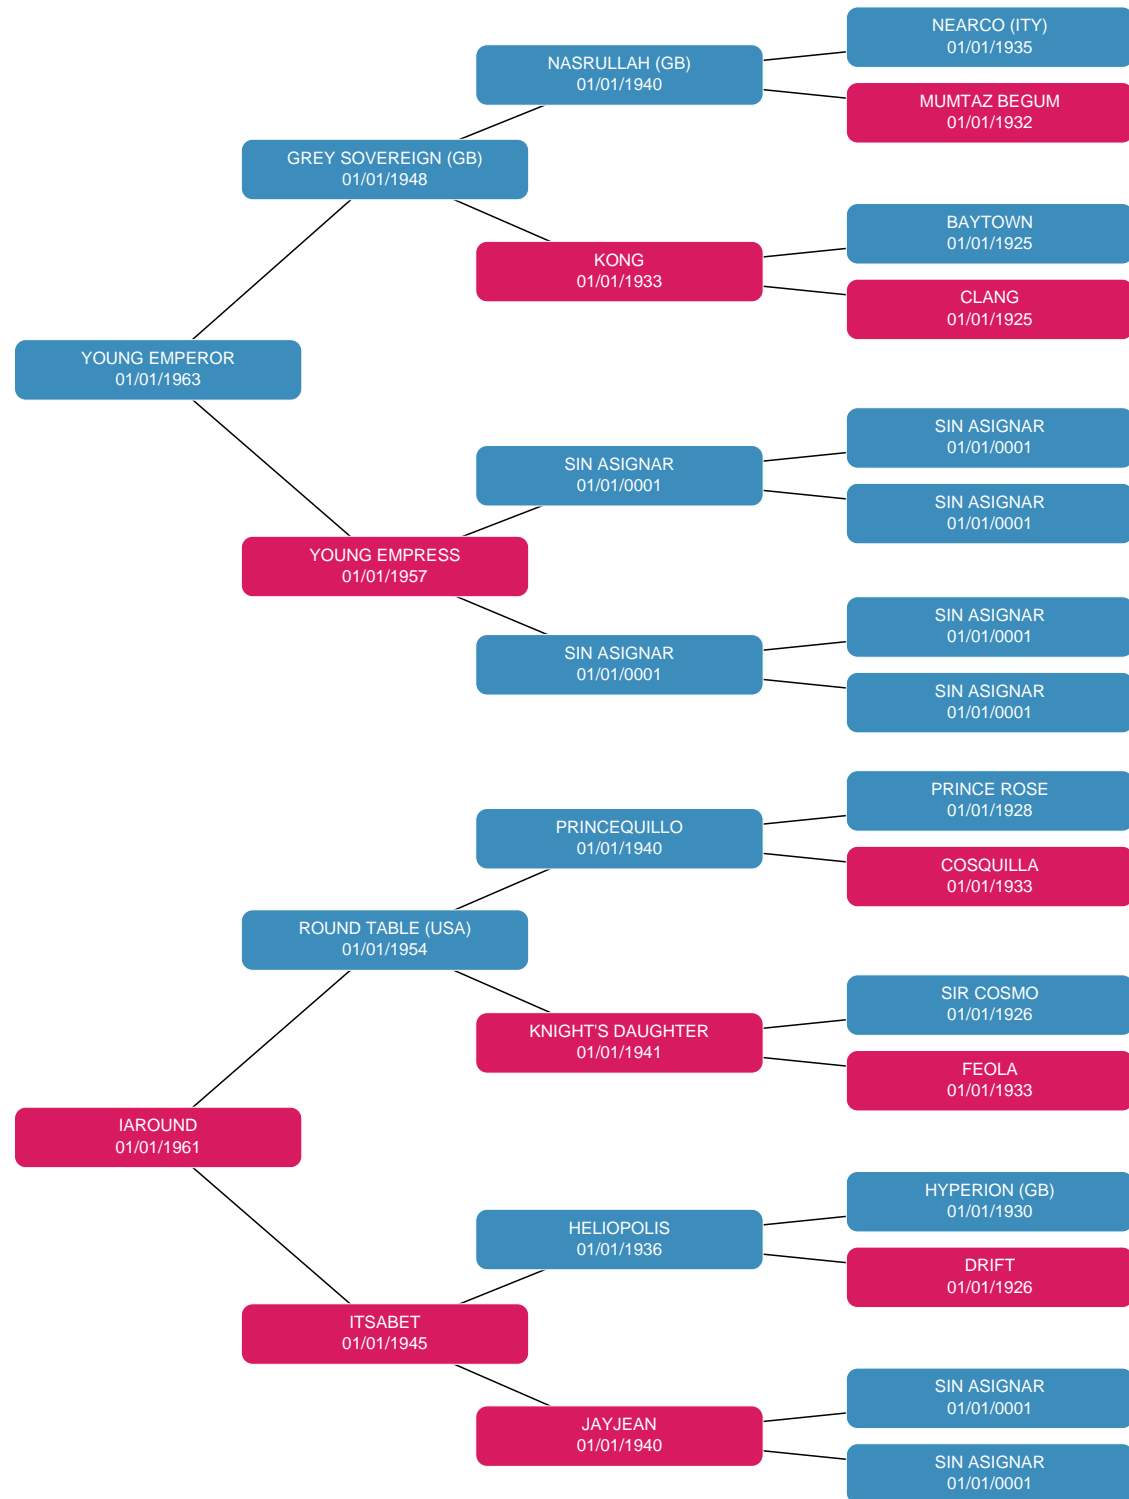 NEARCO (ITY)
01/01/1935
NASRULLAH (GB)
01/01/1940
MUMTAZ BEGUM
01/01/1932
GREY SOVEREIGN (GB)
01/01/1948
BAYTOWN
01/01/1925
KONG
01/01/1933
CLANG
01/01/1925
YOUNG EMPEROR
01/01/1963
SIN ASIGNAR
01/01/0001
SIN ASIGNAR
01/01/0001
SIN ASIGNAR
01/01/0001
YOUNG EMPRESS
01/01/1957
SIN ASIGNAR
01/01/0001
SIN ASIGNAR
01/01/0001
SIN ASIGNAR
01/01/0001
PRINCE ROSE
01/01/1928
PRINCEQUILLO
01/01/1940
COSQUILLA
01/01/1933
ROUND TABLE (USA)
01/01/1954
SIR COSMO
01/01/1926
KNIGHT'S DAUGHTER
01/01/1941
FEOLA
01/01/1933
IAROUND
01/01/1961
HYPERION (GB)
01/01/1930
HELIOPOLIS
01/01/1936
DRIFT
01/01/1926
ITSABET
01/01/1945
SIN ASIGNAR
01/01/0001
JAYJEAN
01/01/1940
SIN ASIGNAR
01/01/0001